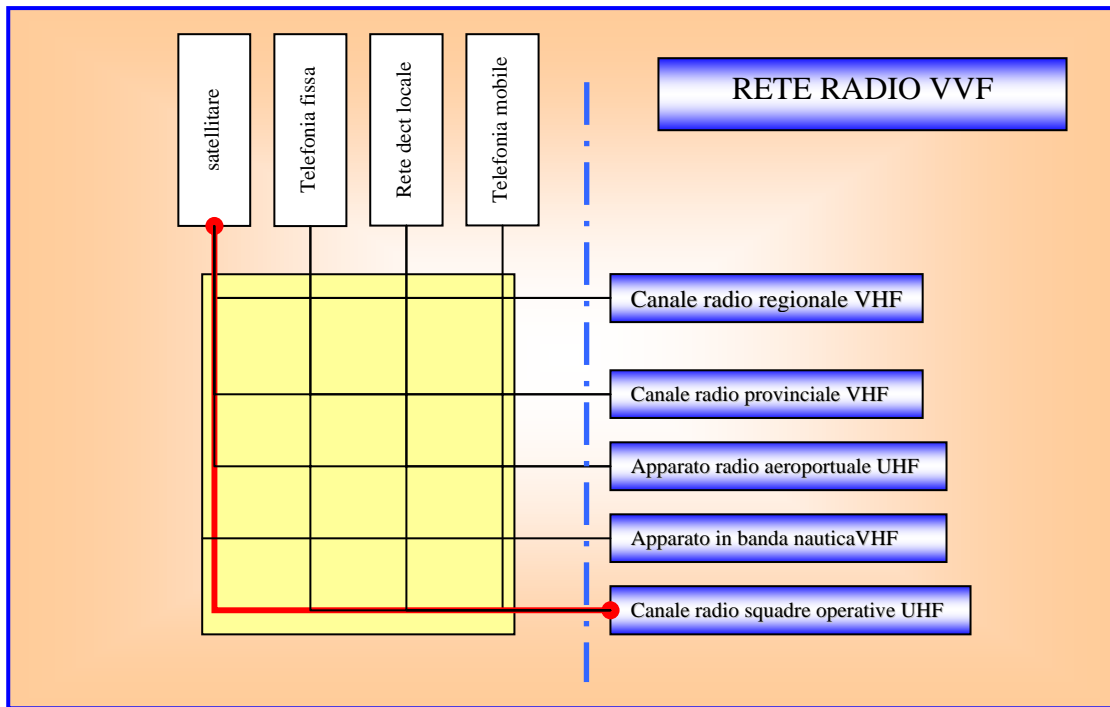 satellitare
Telefonia fissa
Rete dect locale
Telefonia mobile
RETE RADIO VVF
Canale radio regionale VHF
Canale radio provinciale VHF
Apparato radio aeroportuale UHF
Apparato in banda nauticaVHF
Canale radio squadre operative UHF